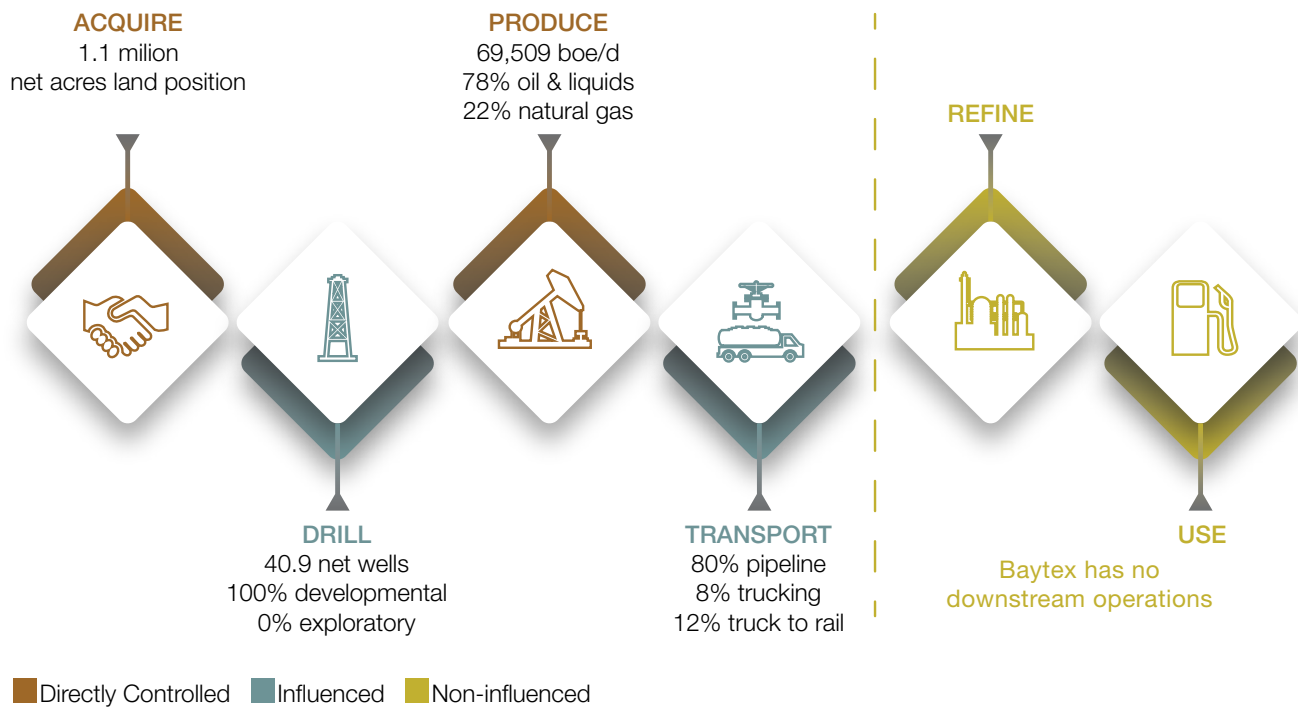 ACQUIRE
1.1 milion
net acres land position
PRODUCE
69,509 boe/d
78% oil & liquids
22% natural gas
REFINE
DRILL
40.9 net wells
100% developmental
0% exploratory
TRANSPORT
80% pipeline
8% trucking
12% truck to rail
USE
Baytex has no
downstream operations
Directly Controlled
Influenced
Non-influenced